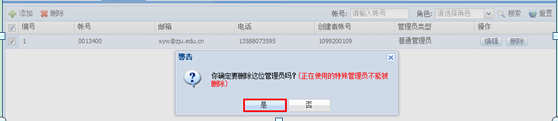 添加 删除 帐号: 请输入帐号 角色: 请选择角色 搜索 重置
编号 帐号 邮箱 电话 创建者帐号 管理员类型 操作
1 0013400 xyw@zju.edu.cn 13588073395 1099200109 普通管理员 编辑 删除
警告
你确定要删除这位管理员吗? (正在使用的特殊管理员不能被
删除)
是 否